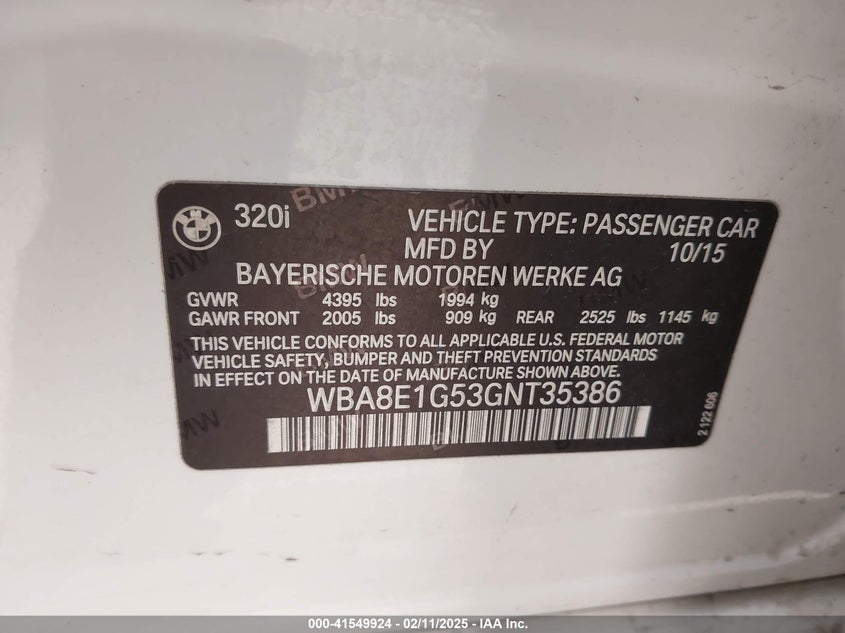 320i VEHICLE TYPE: PASSENGER CAR
MFD BY 10/15
BAYERISCHE MOTOREN WERKE AG
GVWR 4395 lbs 1994 kg
GAWR FRONT 2005 lbs 909 kg REAR 2525 lbs 1145 kg
THIS VEHICLE CONFORMS TO ALL APPLICABLE U.S. FEDERAL MOTOR
VEHICLE SAFETY, BUMPER AND THEFT PREVENTION STANDARDS
IN EFFECT ON THE DATE OF MANUFACTURE SHOWN ABOVE.
WBA8E1G53GNT35386
2 122 606
000-41549924 - 02/11/2025 - IAA Inc.